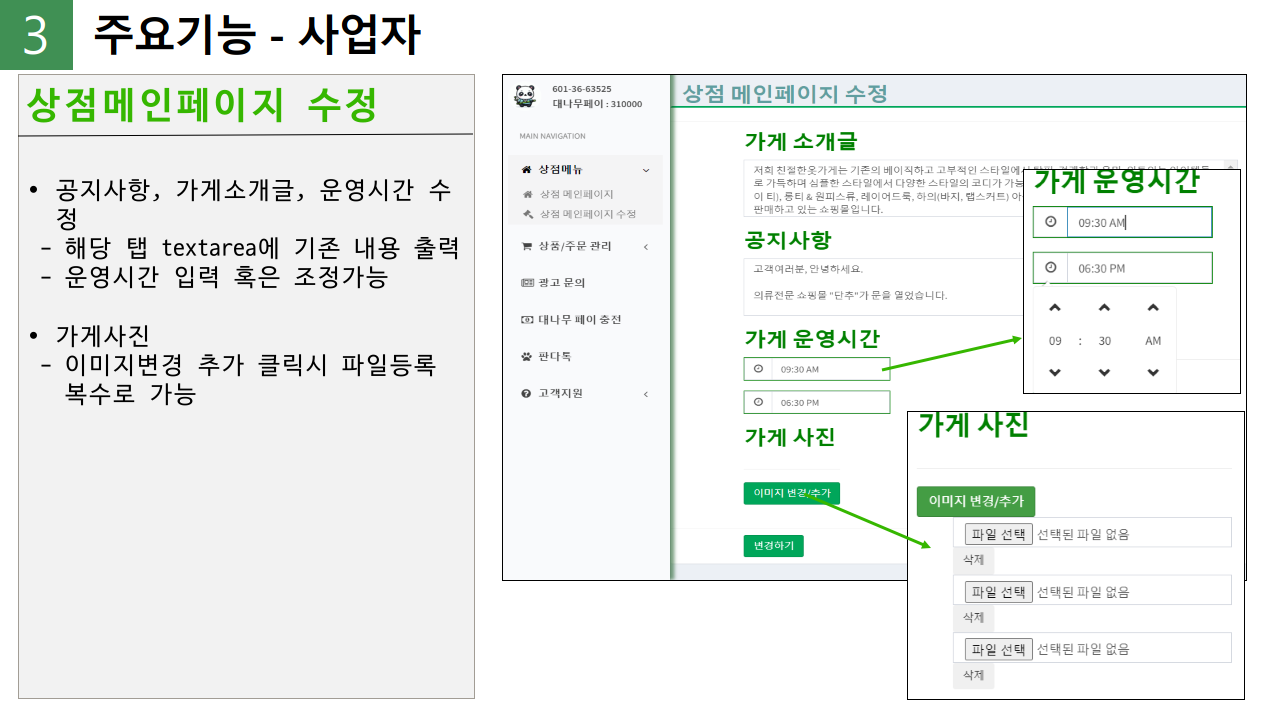 3 주요기능 - 사업자
상점메인페이지 수정
• 공지사항, 가게소개글, 운영시간 수
정
- 해당 탭 textarea에 기존 내용 출력
- 운영시간 입력 혹은 조정가능
• 가게사진
- 이미지변경 추가 클릭시 파일등록
복수로 가능
601-36-63525
대나무페이 : 310000
MAIN NAVIGATION
상점메뉴
상점 메인페이지
상점 메인페이지 수정
상품/주문 관리
광고 문의
대나무 페이 충전
판다톡
고객지원
상점 메인페이지 수정
가게 소개글
저희 친절한옷가게는 기존의 베이직하고 고부적인 스타일에서
로 가득하며 심플한 스타일에서 다양한 스타일의 코디가 가능
이 티), 롱티 & 원피스류, 레이어드룩, 하의(바지, 랩스커트) 아
판매하고 있는 쇼핑몰입니다.
공지사항
고객여러분, 안녕하세요.
의류전문 쇼핑몰 "단추"가 문을 열었습니다.
가게 운영시간
09:30 AM
06:30 PM
가게 사진
이미지 변경/추가
변경하기
가게 운영시간
09:30 AM
06:30 PM
09 : 30 AM
가게 사진
이미지 변경/추가
파일 선택 선택된 파일 없음
삭제
파일 선택 선택된 파일 없음
삭제
파일 선택 선택된 파일 없음
삭제